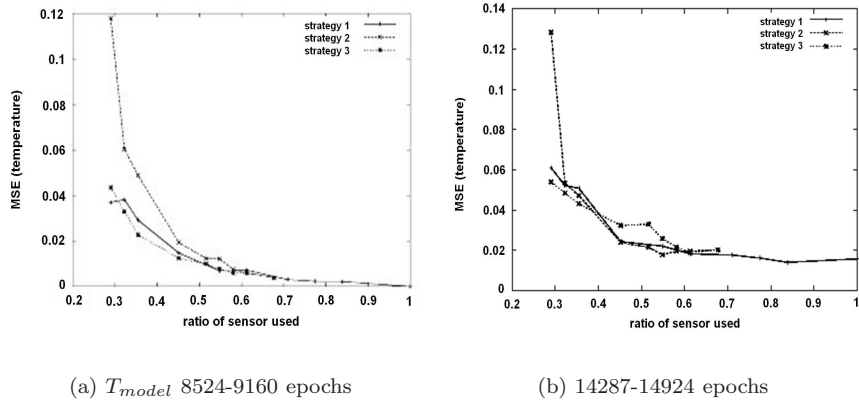 0.12
0.12
0.06
0.04
0.02
0
0.2 0.3 0.4 0.5 0.6 0.7 0.8 0.9 1
MSE (temperature)
ratio of sensor used
strategy 1
strategy 2
strategy 3
0.14
0.12
0.1
0.08
0.06
0.04
0.02
0
0.2 0.3 0.4 0.5 0.6 0.7 0.8 0.9 1
MSE (temperature)
ratio of sensor used
strategy 1
strategy 2
strategy 3
(a) T_model 8524-9160 epochs
(b) 14287-14924 epochs